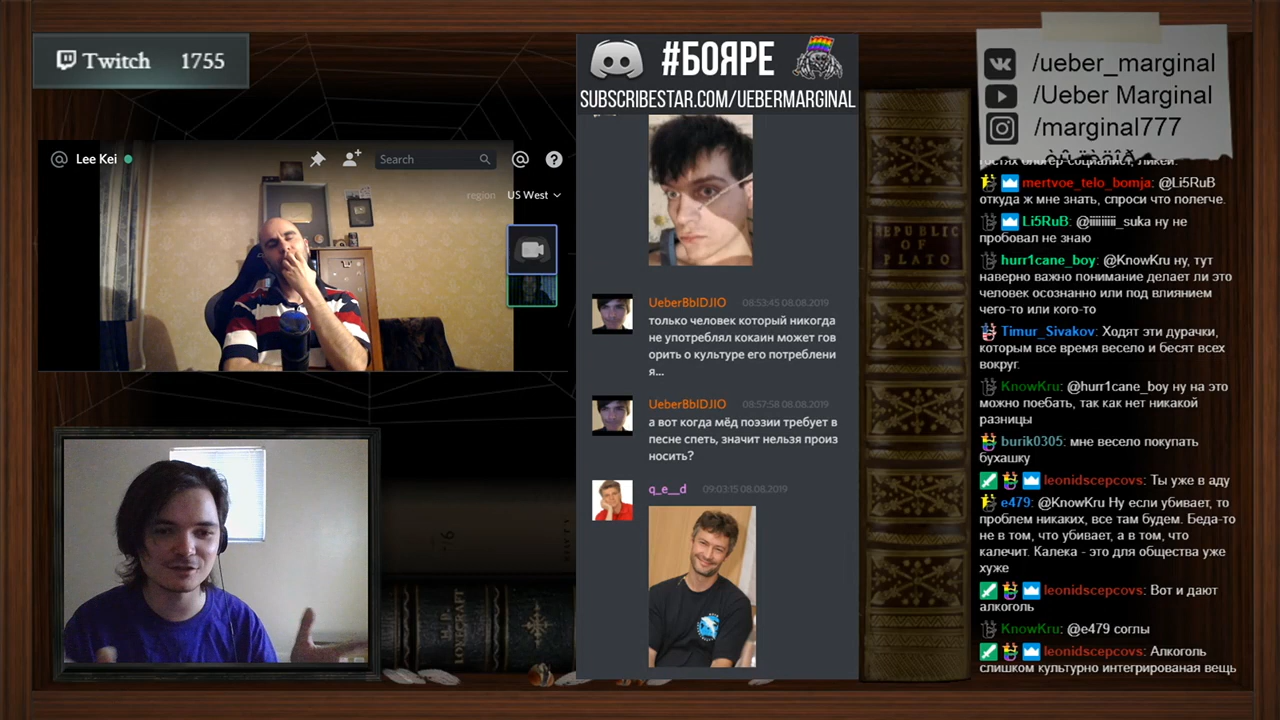 Twitch 1755
Lee Kei
Search
region US West
#БОЯРЕ
SUBSCRIBESTAR.COM/UEBERMARGINAL
UeberBbIDJIO 08:53:45 08.08.2019
только человек который никогда
не употреблял кокаин может гов
орить о культуре его потреблени
я...
UeberBbIDJIO 08:57:58 08.08.2019
а вот когда мёд поэзии требует в
песне спеть, значит нельзя произ
носить?
q_e__d 09:03:15 08.08.2019
REPUBLIC
OF
PLATO
H.P.
LOVECRAFT
/ueber_marginal
/Ueber Marginal
/marginal777
гостях блогер-социалист, Ликей.
mertvoe_telo_bomja: @Li5RuB
откуда ж мне знать, спроси что полегче.
Li5RuB: @iiiiiiiii_suka ну не
пробовал не знаю
hurr1cane_boy: @KnowKru ну, тут
наверно важно понимание делает ли это
человек осознанно или под влиянием
чего-то или кого-то
Timur_Sivakov: Ходят эти дурачки,
которым все время весело и бесят всех
вокруг.
KnowKru: @hurr1cane_boy ну на это
можно поебать, так как нет никакой
разницы
burik0305: мне весело покупать
бухашку
leonidscepcovs: Ты уже в аду
e479: @KnowKru Ну если убивает, то
проблем никаких, все там будем. Беда-то
не в том, что убивает, а в том, что
калечит. Калека - это для общества уже
хуже
leonidscepcovs: Вот и дают
алкоголь
KnowKru: @e479 соглы
leonidscepcovs: Алкоголь
слишком культурно интегрированая вещь